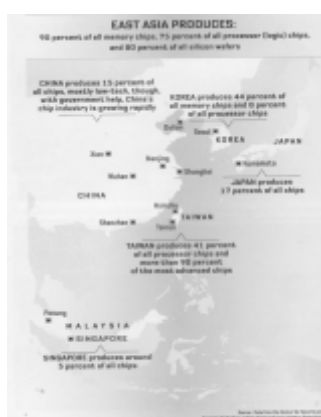 EAST ASIA PRODUCES:
90 percent of all memory chips, 75 percent of all processor (logic) chips,
and 80 percent of all silicon wafers
CHINA produces 15 percent of
all chips, mostly low-tech, though,
with government help, China's
chip industry is growing rapidly
KOREA produces 44 percent
of all memory chips and 8 percent
of all processor chips
Dalian
Seoul
KOREA
JAPAN
Xian
Nanjing
Kumamoto
Wuhan
Shanghai
JAPAN produces
17 percent of all chips
CHINA
Hsinchu
Shenzhen
TAIWAN
Tainan
TAIWAN produces 41 percent
of all processor chips and
more than 90 percent
of the most advanced chips
Penang
MALAYSIA
SINGAPORE
SINGAPORE produces around
5 percent of all chips